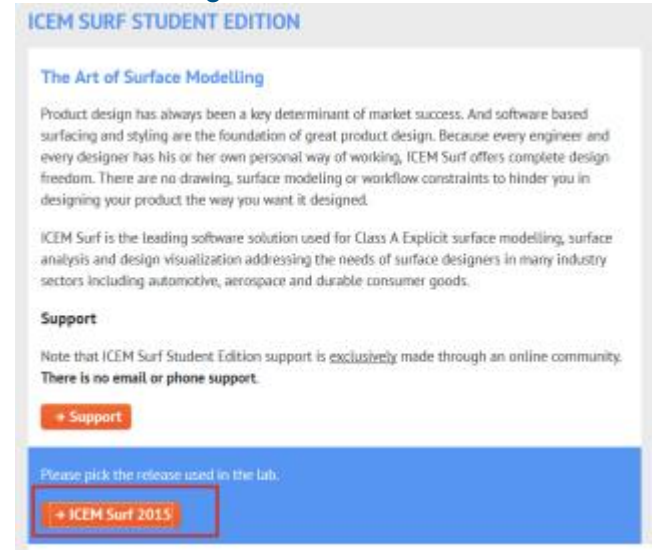 ICEM SURF STUDENT EDITION
The Art of Surface Modelling
Product design has always been a key determinant of market success. And software based
surfacing and styling are the foundation of great product design. Because every engineer and
every designer has his or her own personal way of working, ICEM Surf offers complete design
freedom. There are no drawing, surface modeling or workflow constraints to hinder you in
designing your product the way you want it designed.
ICEM Surf is the leading software solution used for Class A Explicit surface modelling, surface
analysis and design visualization addressing the needs of surface designers in many industry
sectors including automotive, aerospace and durable consumer goods.
Support
Note that ICEM Surf Student Edition support is exclusively made through an online community.
There is no email or phone support.
+ Support
Please pick the release used in the lab.
+ ICEM Surf 2015